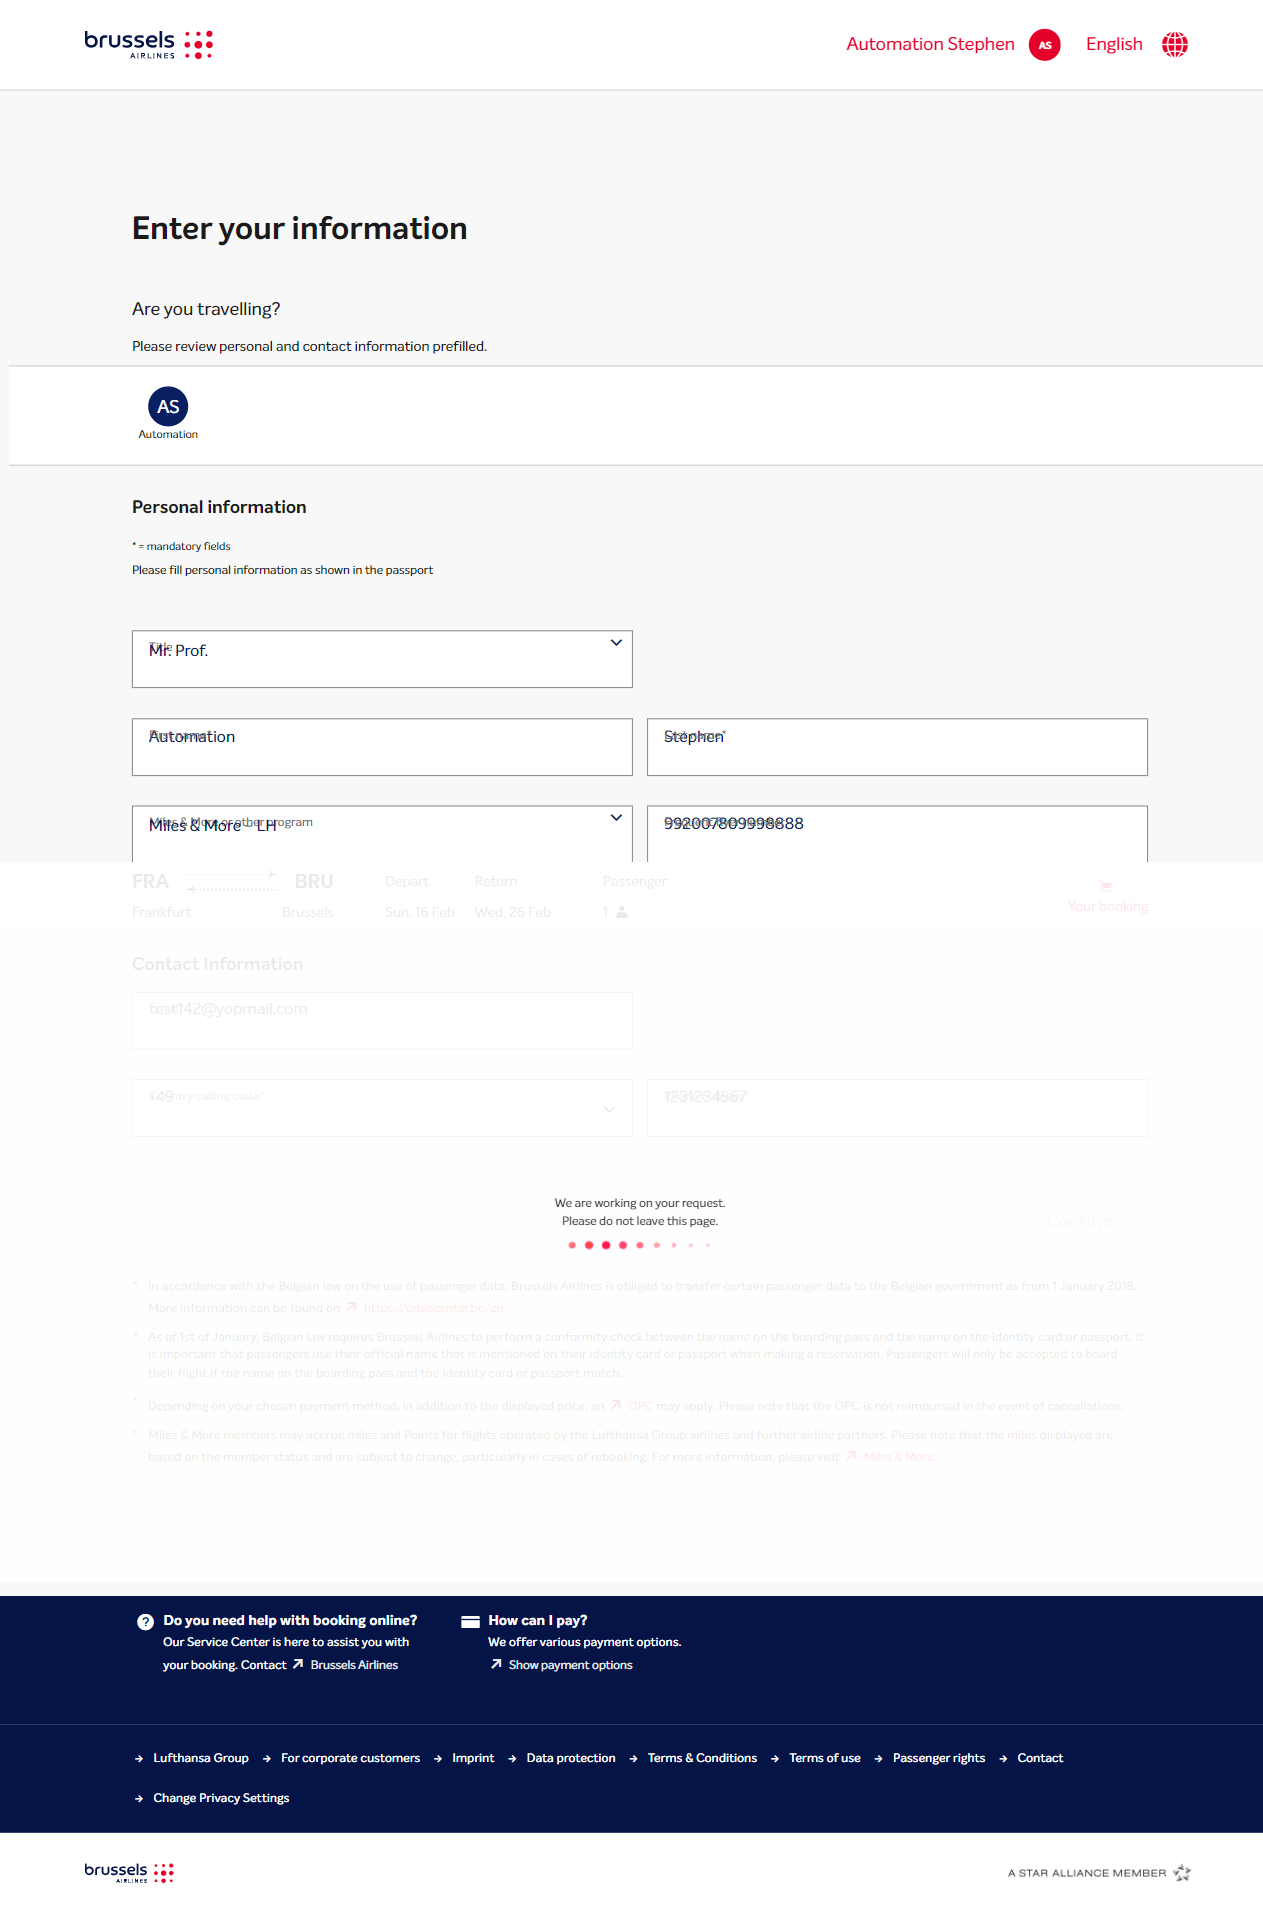 brussels
AIRLINES
Automation Stephen AS English
Enter your information
Are you travelling?
Please review personal and contact information prefilled.
AS
Automation
Personal information
* = mandatory fields
Please fill personal information as shown in the passport
Title
Mr. Prof.
First name*
Automation
Last name*
Stephen
Miles & More or other program
Miles & More - LH
Frequent flyer number
992007809998888
FRA BRU Depart Return Passenger
Frankfurt Brussels Sun, 16 Feb Wed, 26 Feb 1
Your booking
Contact Information
test142@yopmail.com
Country calling code*
+49
1231234567
We are working on your request.
Please do not leave this page.
Confirm
* In accordance with the Belgian law on the use of passenger data, Brussels Airlines is obliged to transfer certain passenger data to the Belgian government as from 1 January 2018.
More information can be found on https://crisiscenter.be/en
* As of 1st of January, Belgian law requires Brussels Airlines to perform a conformity check between the name on the boarding pass and the name on the identity card or passport. It
is important that passengers use their official name that is mentioned on their identity card or passport when making a reservation. Passengers will only be accepted to board
their flight if the name on the boarding pass and the identity card or passport match.
* Depending on your chosen payment method, in addition to the displayed price, an OPC may apply. Please note that the OPC is not reimbursed in the event of cancellations.
* Miles & More members may accrue miles and Points for flights operated by the Lufthansa Group airlines and further airline partners. Please note that the miles displayed are
based on the member status and are subject to change, particularly in cases of rebooking. For more information, please visit Miles & More.
Do you need help with booking online?
Our Service Center is here to assist you with
your booking. Contact Brussels Airlines
How can I pay?
We offer various payment options.
Show payment options
Lufthansa Group For corporate customers Imprint Data protection Terms & Conditions Terms of use Passenger rights Contact
Change Privacy Settings
brussels
AIRLINES
A STAR ALLIANCE MEMBER